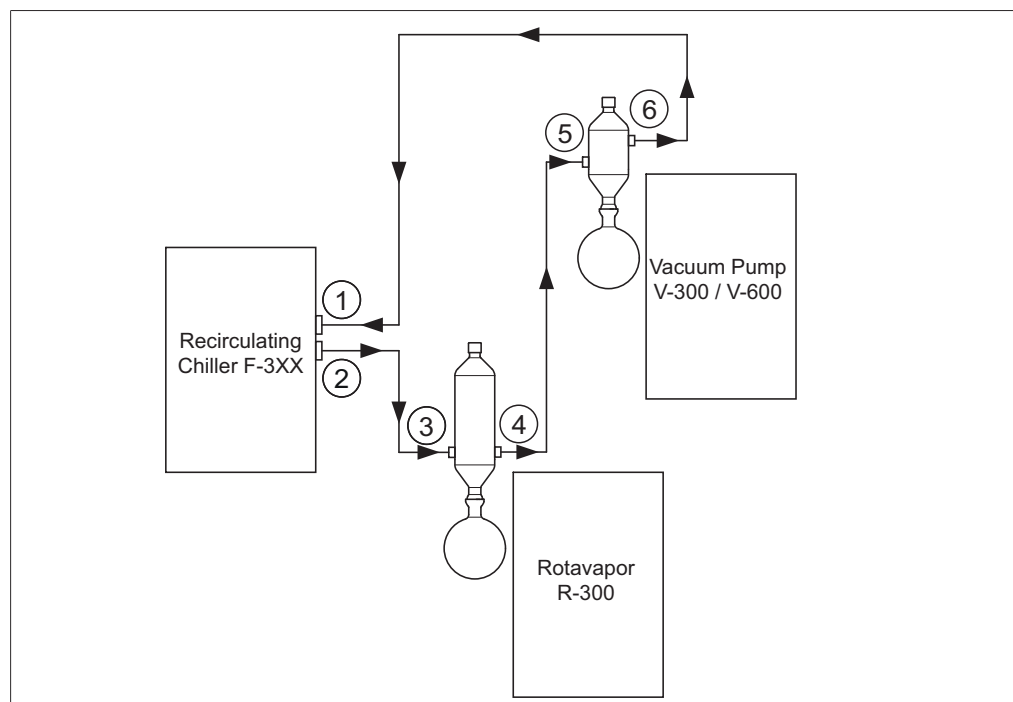 6
5
Vacuum Pump
V-300 / V-600
1
Recirculating
Chiller F-3XX
2
3
4
Rotavapor
R-300